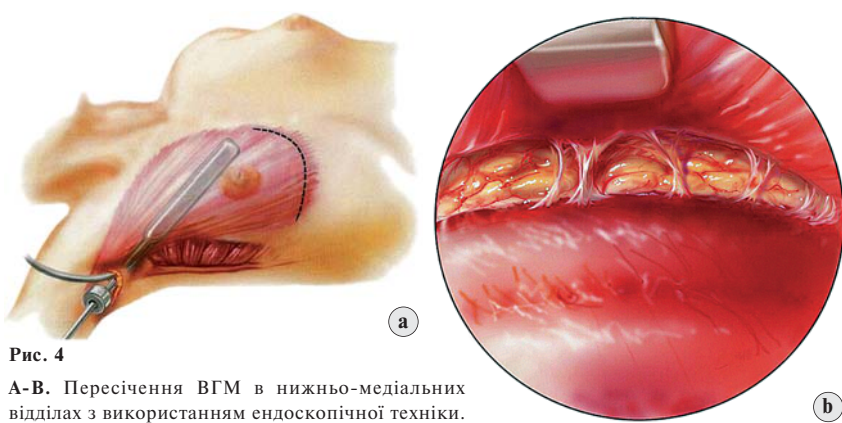 a
Рис. 4
А-В. Пересічення ВГМ в нижньо-медіальних
відділах з використанням ендоскопічної техніки.
b